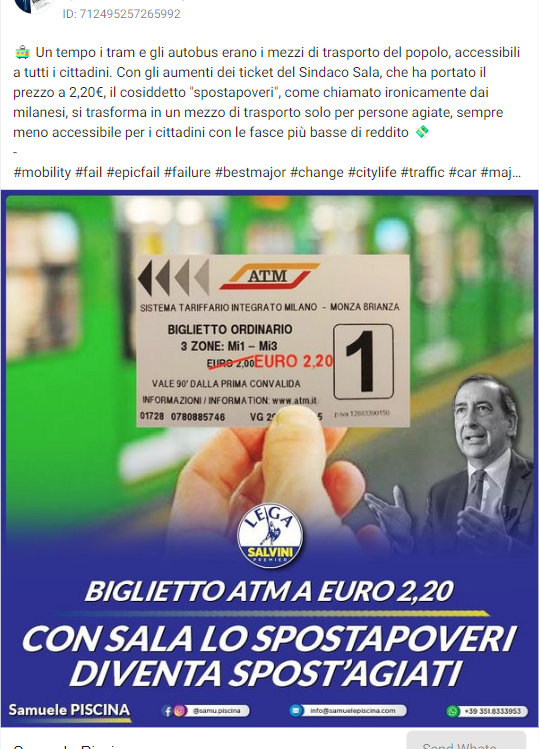 ID: 712495257265992
🚋 Un tempo i tram e gli autobus erano i mezzi di trasporto del popolo, accessibili
a tutti i cittadini. Con gli aumenti dei ticket del Sindaco Sala, che ha portato il
prezzo a 2,20€, il cosiddetto "spostapoveri", come chiamato ironicamente dai
milanesi, si trasforma in un mezzo di trasporto solo per persone agiate, sempre
meno accessibile per i cittadini con le fasce più basse di reddito 💸
-
#mobility #fail #epicfail #failure #bestmajor #change #citylife #traffic #car #maj...
ATM
SISTEMA TARIFFARIO INTEGRATO MILANO - MONZA BRIANZA
BIGLIETTO ORDINARIO
3 ZONE: Mi1 – Mi3
EURO 2,00 EURO 2,20
1
VALE 90' DALLA PRIMA CONVALIDA
INFORMAZIONI / INFORMATION: www.atm.it
01728 0780885746 VG 2 5 p.iva 12883390150
LEGA
SALVINI
PREMIER
BIGLIETTO ATM A EURO 2,20
CON SALA LO SPOSTAPOVERI
DIVENTA SPOST'AGIATI
Samuele PISCINA @samu.piscina info@samuelepiscina.com +39 351.8333953
Send Whats